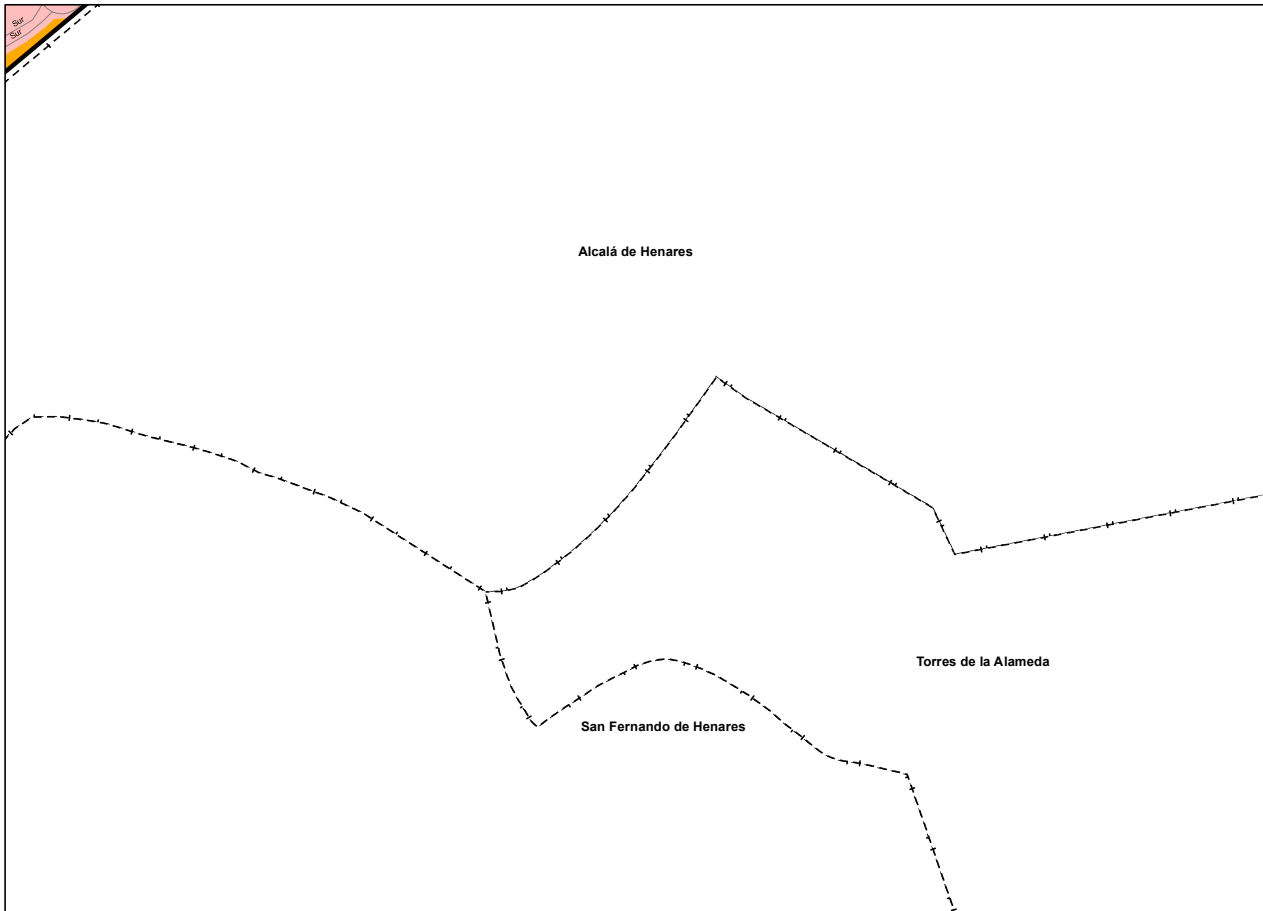 Sur
Sur
Alcalá de Henares
Torres de la Alameda
San Fernando de Henares